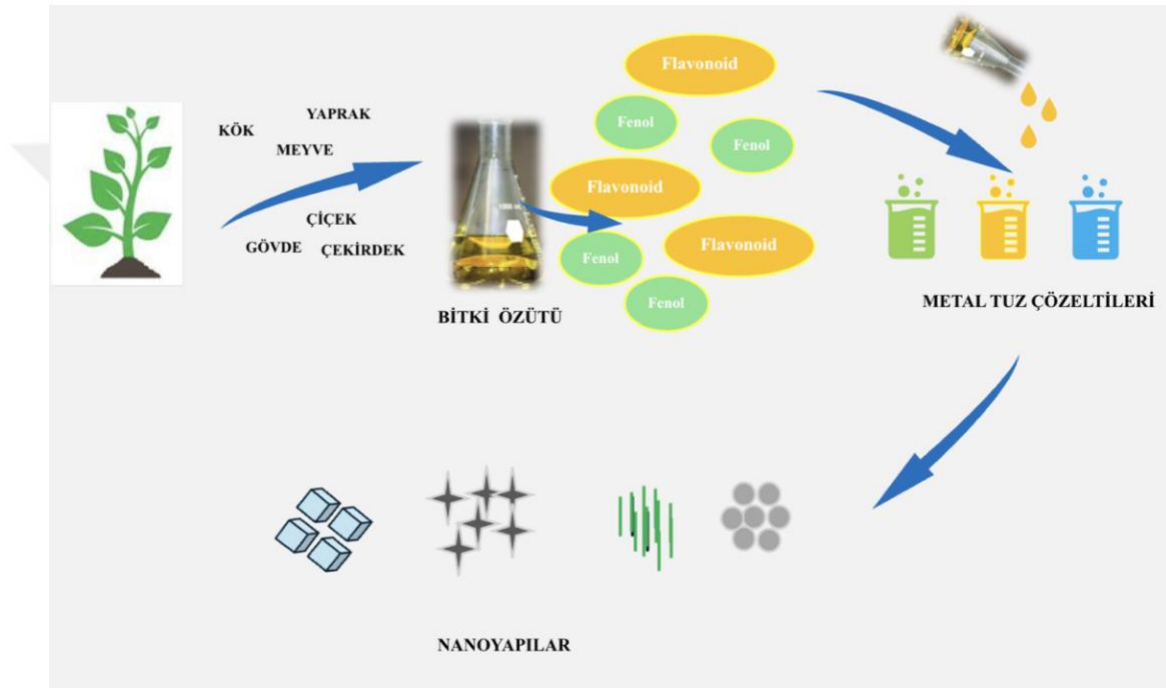 KÖK
YAPRAK
MEYVE
ÇİÇEK
GÖVDE
ÇEKİRDEK
BİTKİ ÖZÜTÜ
Flavonoid
Fenol
Fenol
Flavonoid
Flavonoid
Fenol
Fenol
METAL TUZ ÇÖZELTİLERİ
NANOYAPILAR